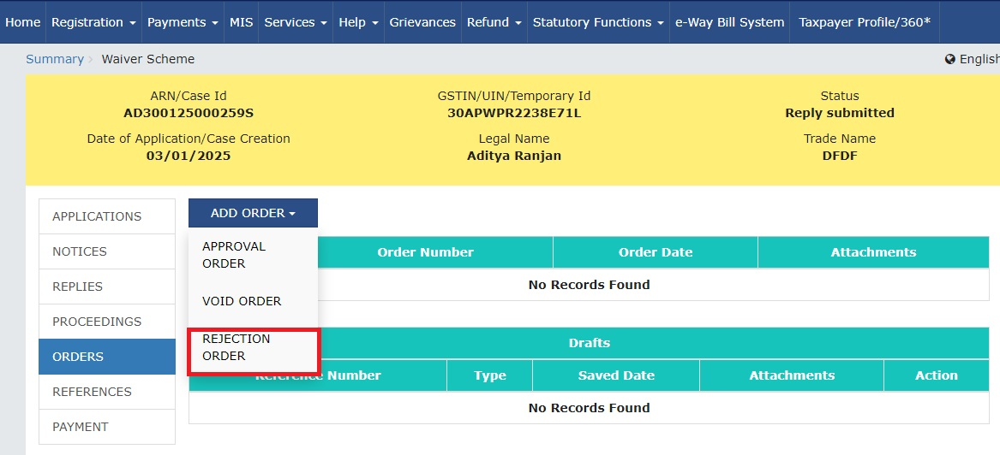 Home Registration Payments MIS Services Help Grievances Refund Statutory Functions e-Way Bill System Taxpayer Profile/360*
Summary Waiver Scheme English
ARN/Case Id GSTIN/UIN/Temporary Id Status
AD300125000259S 30APWPR2238E71L Reply submitted
Date of Application/Case Creation Legal Name Trade Name
03/01/2025 Aditya Ranjan DFDF
APPLICATIONS
NOTICES
REPLIES
PROCEEDINGS
ORDERS
REFERENCES
PAYMENT
ADD ORDER
APPROVAL
ORDER
VOID ORDER
REJECTION
ORDER
Order Number Order Date Attachments
No Records Found
Drafts
Reference Number Type Saved Date Attachments Action
No Records Found